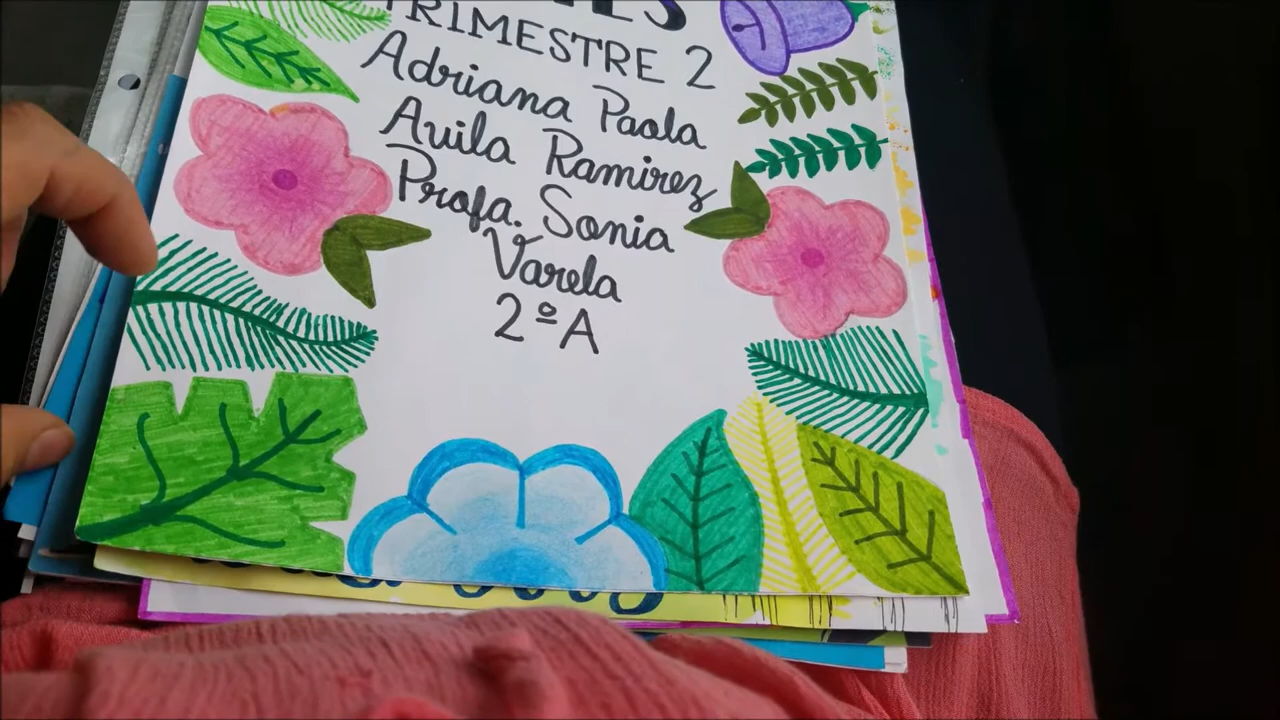 TRIMESTRE 2
Adriana Paola
Avila Ramirez
Profa. Sonia
Varela
2º A